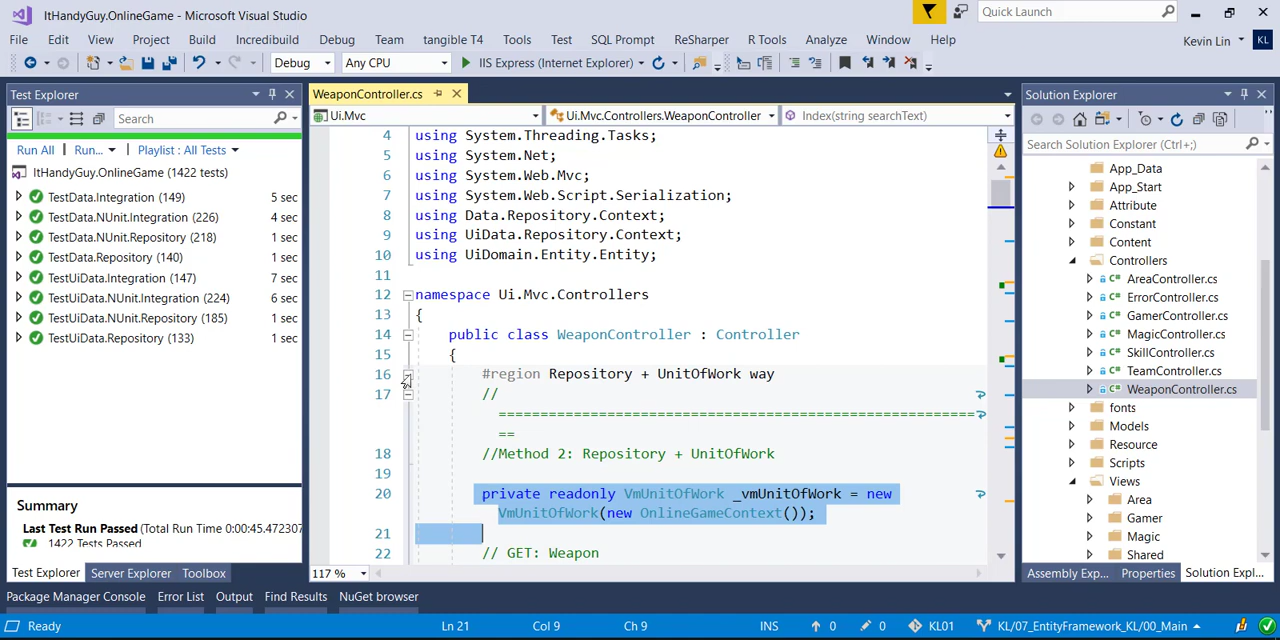 ItHandyGuy.OnlineGame - Microsoft Visual Studio
Quick Launch
File Edit View Project Build Incredibuild Debug Team tangible T4 Tools Test SQL Prompt ReSharper R Tools Analyze Window Help Kevin Lin KL
Debug Any CPU IIS Express (Internet Explorer)
Test Explorer
Search
Run All | Run... | Playlist : All Tests
ItHandyGuy.OnlineGame (1422 tests)
TestData.Integration (149) 5 sec
TestData.NUnit.Integration (226) 4 sec
TestData.NUnit.Repository (218) 1 sec
TestData.Repository (140) 1 sec
TestUiData.Integration (147) 7 sec
TestUiData.NUnit.Integration (224) 6 sec
TestUiData.NUnit.Repository (185) 1 sec
TestUiData.Repository (133) 1 sec
Summary
Last Test Run Passed (Total Run Time 0:00:45.472307
1422 Tests Passed
Test Explorer Server Explorer Toolbox
WeaponController.cs
Ui.Mvc Ui.Mvc.Controllers.WeaponController Index(string searchText)
4 using System.Threading.Tasks;
5 using System.Net;
6 using System.Web.Mvc;
7 using System.Web.Script.Serialization;
8 using Data.Repository.Context;
9 using UiData.Repository.Context;
10 using UiDomain.Entity.Entity;
11
12 namespace Ui.Mvc.Controllers
13 {
14 public class WeaponController : Controller
15 {
16 #region Repository + UnitOfWork way
17 //
==========================================================
==
18 //Method 2: Repository + UnitOfWork
19
20 private readonly VmUnitOfWork _vmUnitOfWork = new
VmUnitOfWork(new OnlineGameContext());
21
22 // GET: Weapon
117 %
Solution Explorer
Search Solution Explorer (Ctrl+;)
App_Data
App_Start
Attribute
Constant
Content
Controllers
AreaController.cs
ErrorController.cs
GamerController.cs
MagicController.cs
SkillController.cs
TeamController.cs
WeaponController.cs
fonts
Models
Resource
Scripts
Views
Area
Gamer
Magic
Shared
Assembly Exp... Properties Solution Expl...
Package Manager Console Error List Output Find Results NuGet browser
Ready Ln 21 Col 9 Ch 9 INS 0 0 KL01 KL/07_EntityFramework_KL/00_Main